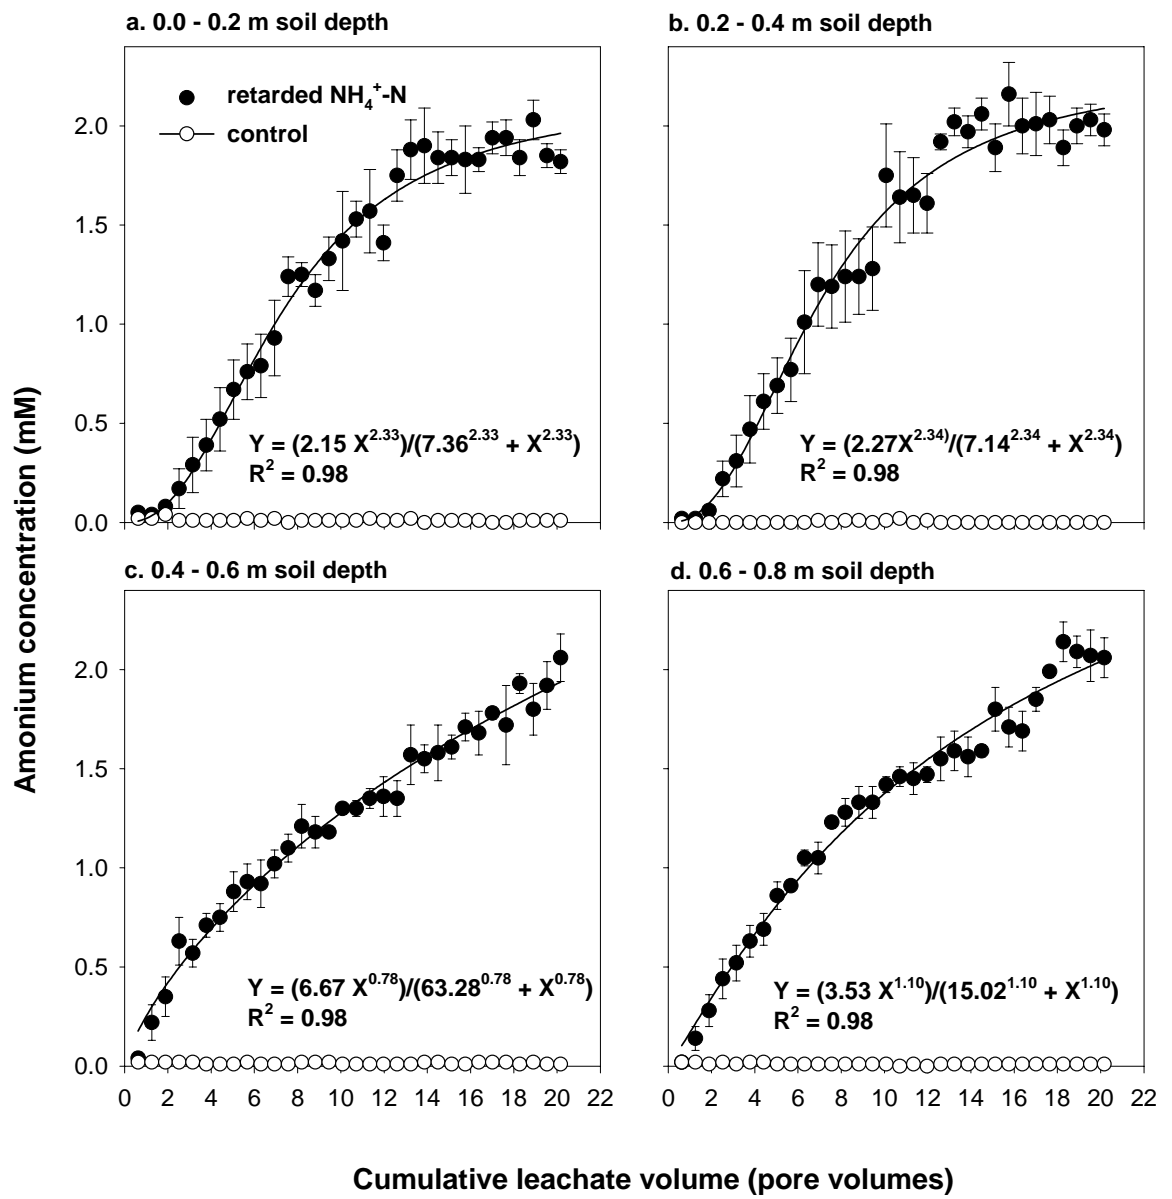 a. 0.0 - 0.2 m soil depth
retarded NH₄⁺-N
control
2.0
1.5
1.0
0.5
0.0
Y = (2.15 X^2.33)/(7.36^2.33 + X^2.33)
R² = 0.98
b. 0.2 - 0.4 m soil depth
Y = (2.27X^2.34)/(7.14^2.34 + X^2.34)
R² = 0.98
Amonium concentration (mM)
c. 0.4 - 0.6 m soil depth
2.0
1.5
1.0
0.5
0.0
Y = (6.67 X^0.78)/(63.28^0.78 + X^0.78)
R² = 0.98
0 2 4 6 8 10 12 14 16 18 20 22
d. 0.6 - 0.8 m soil depth
Y = (3.53 X^1.10)/(15.02^1.10 + X^1.10)
R² = 0.98
0 2 4 6 8 10 12 14 16 18 20 22
Cumulative leachate volume (pore volumes)